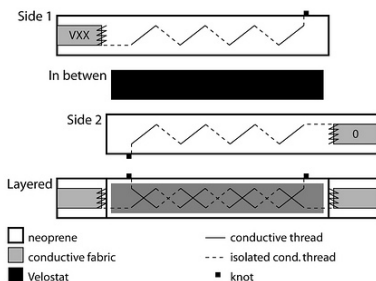 Side 1
VXX
In betwen
Side 2
0
Layered
neoprene
conductive fabric
Velostat
conductive thread
isolated cond. thread
knot